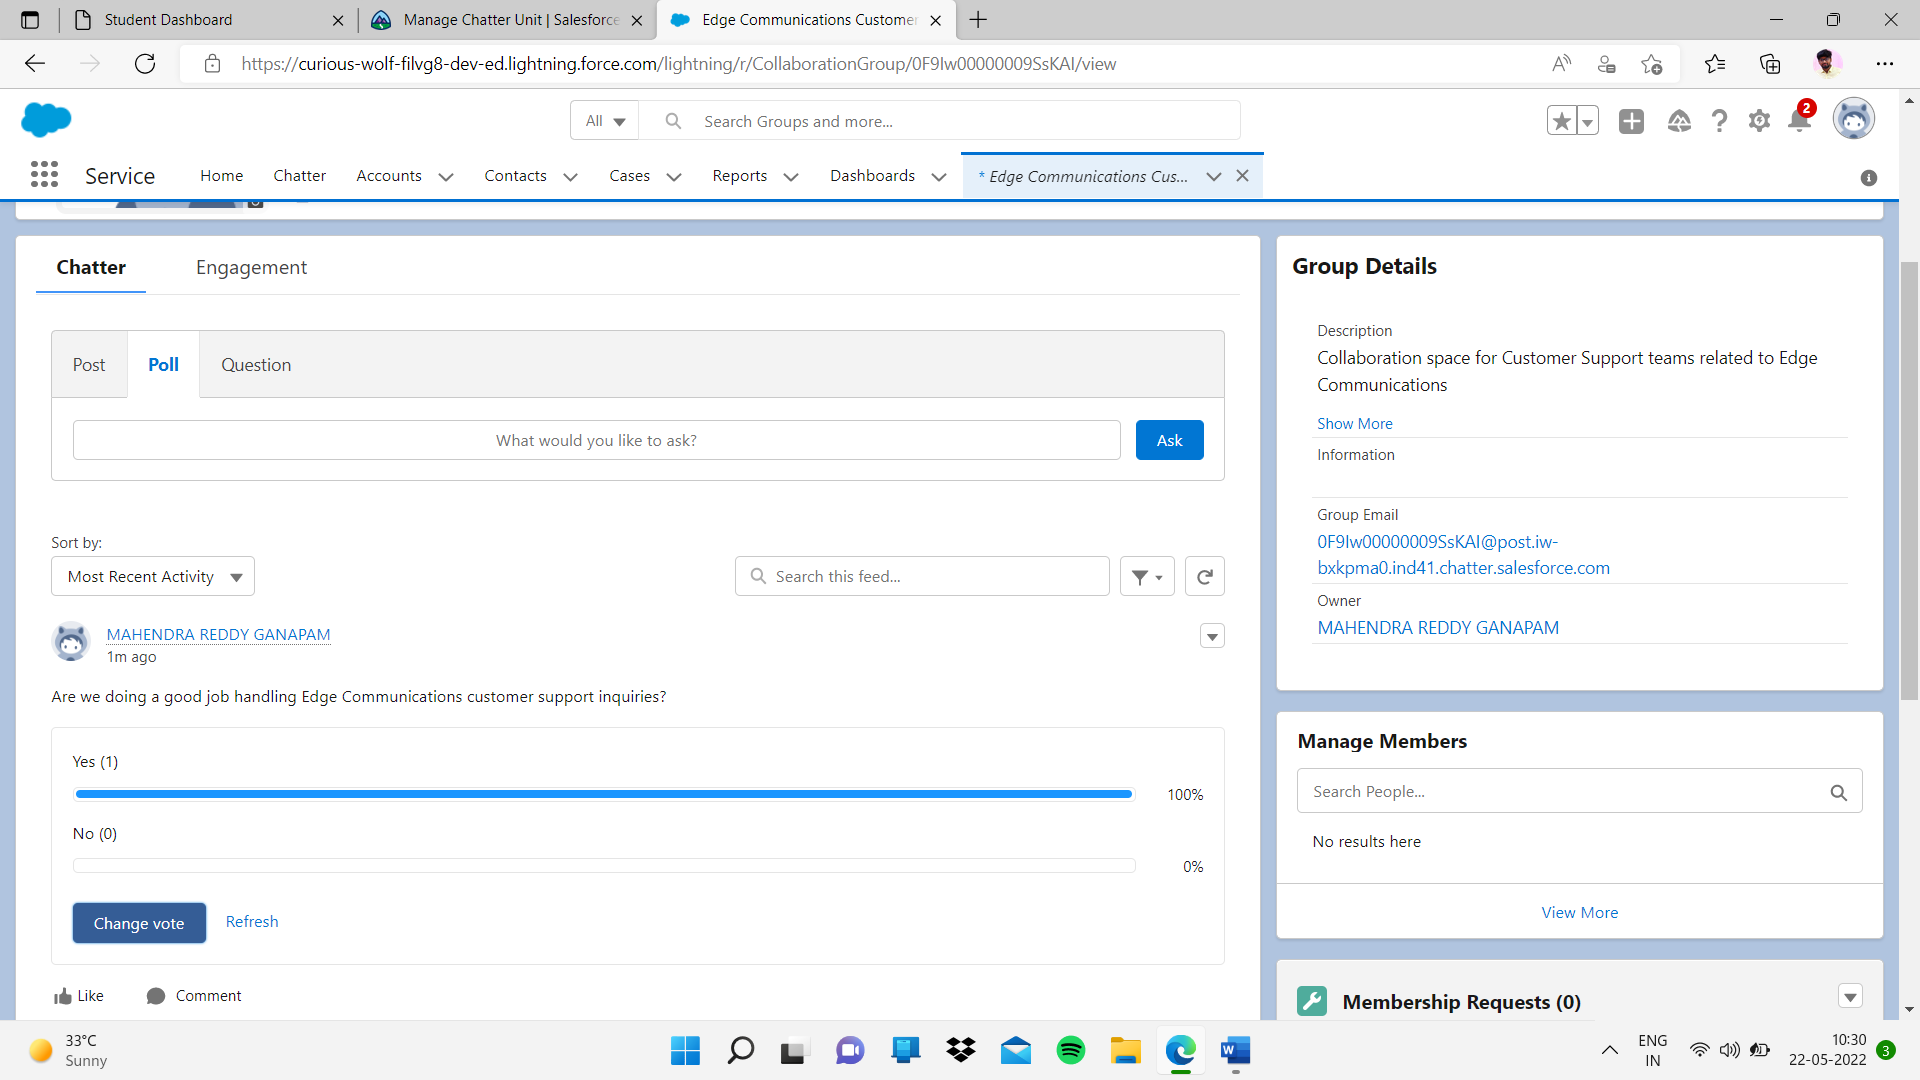 Student Dashboard
Manage Chatter Unit | Salesforce
Edge Communications Customer
https://curious-wolf-filvg8-dev-ed.lightning.force.com/lightning/r/CollaborationGroup/0F9Iw00000009SsKAI/view
All
Search Groups and more...
2
Service
Home
Chatter
Accounts
Contacts
Cases
Reports
Dashboards
* Edge Communications Cus...
Chatter
Engagement
Post
Poll
Question
What would you like to ask?
Ask
Sort by:
Most Recent Activity
Search this feed...
MAHENDRA REDDY GANAPAM
1m ago
Are we doing a good job handling Edge Communications customer support inquiries?
Yes (1)
100%
No (0)
0%
Change vote
Refresh
Like
Comment
Group Details
Description
Collaboration space for Customer Support teams related to Edge
Communications
Show More
Information
Group Email
0F9Iw00000009SsKAI@post.iw-
bxkpma0.ind41.chatter.salesforce.com
Owner
MAHENDRA REDDY GANAPAM
Manage Members
Search People...
No results here
View More
Membership Requests (0)
33°C
Sunny
ENG
IN
10:30
22-05-2022
3